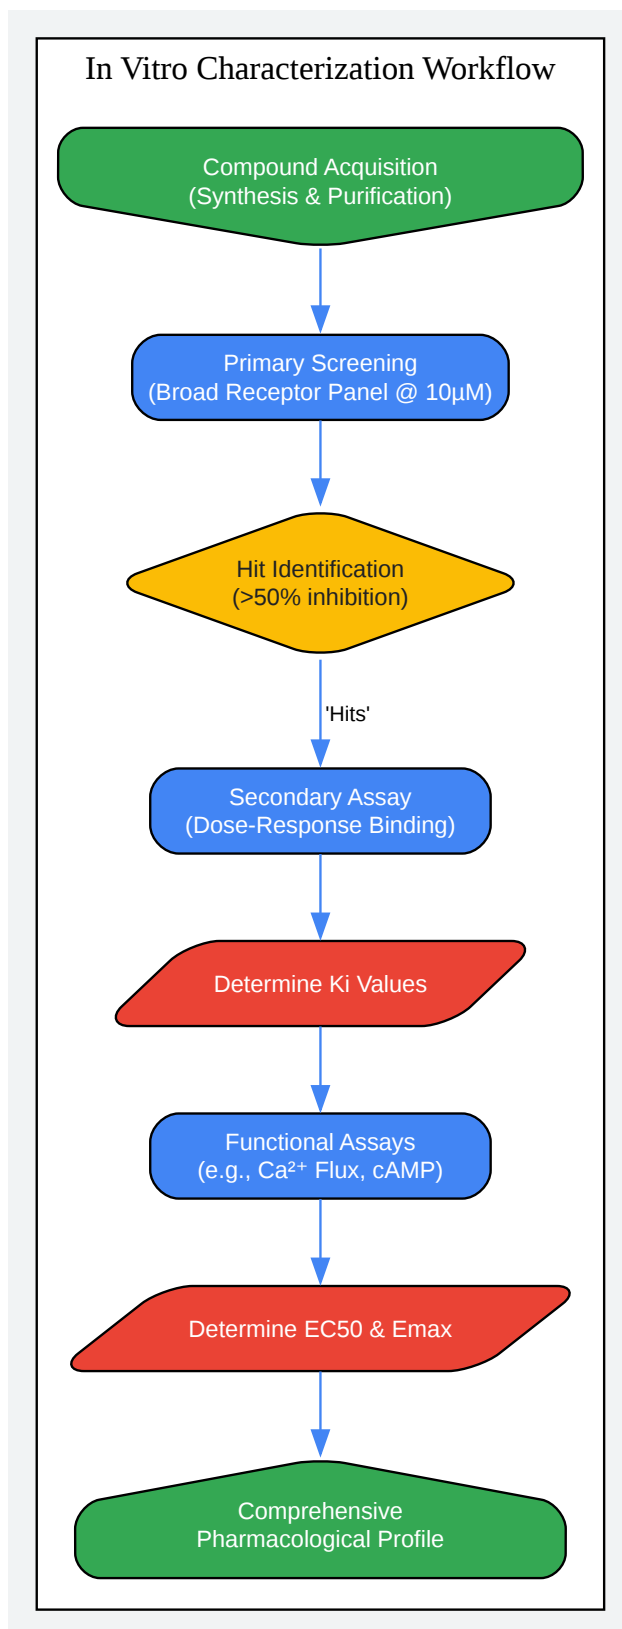 In Vitro Characterization Workflow
Compound Acquisition
(Synthesis & Purification)
Primary Screening
(Broad Receptor Panel @ 10µM)
Hit Identification
(>50% inhibition)
'Hits'
Secondary Assay
(Dose-Response Binding)
Determine Ki Values
Functional Assays
(e.g., Ca²⁺ Flux, cAMP)
Determine EC50 & Emax
Comprehensive
Pharmacological Profile